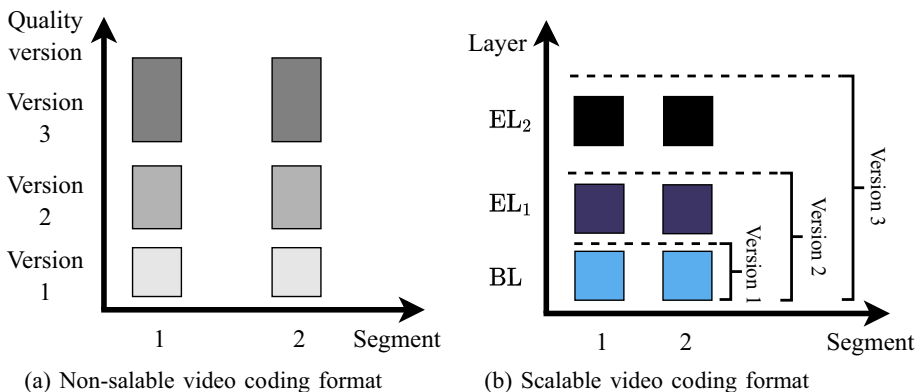 Quality
version
Version
3
Version
2
Version
1
1 2 Segment
(a) Non-salable video coding format
Layer
EL₂
EL₁
BL
Version 1
Version 2
Version 3
1 2 Segment
(b) Scalable video coding format